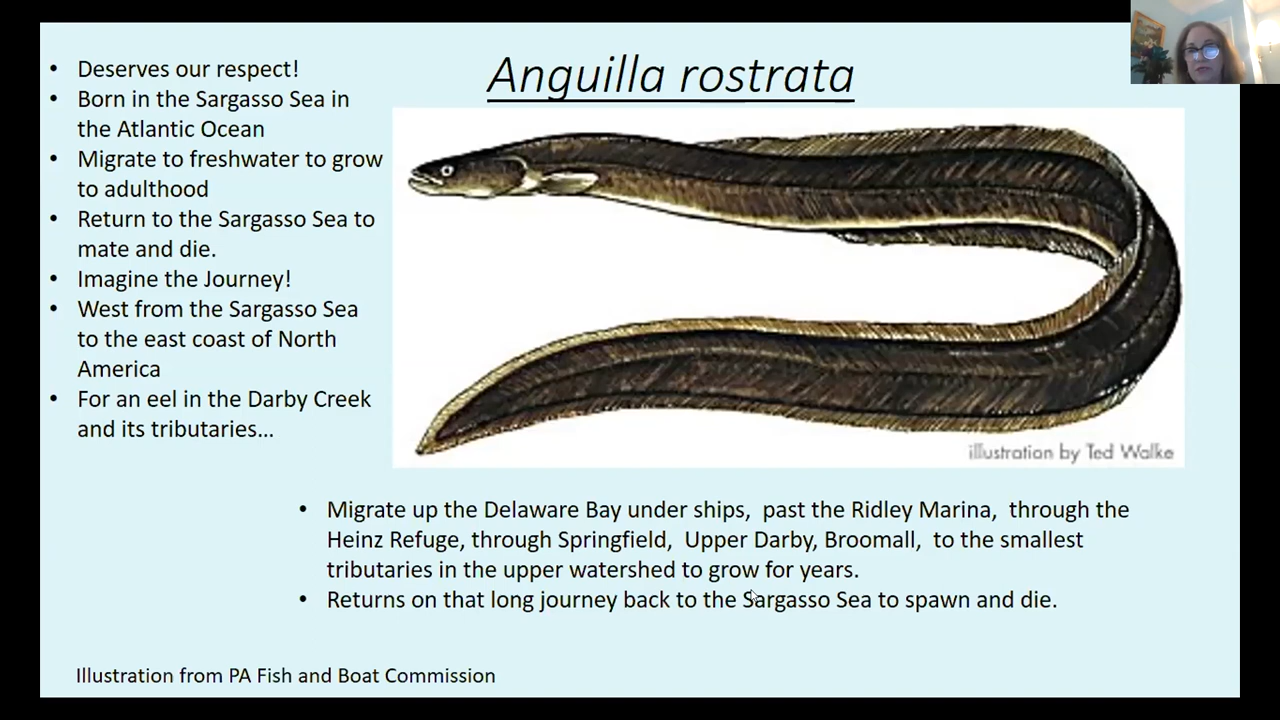 Anguilla rostrata
• Deserves our respect!
• Born in the Sargasso Sea in
the Atlantic Ocean
• Migrate to freshwater to grow
to adulthood
• Return to the Sargasso Sea to
mate and die.
• Imagine the Journey!
• West from the Sargasso Sea
to the east coast of North
America
• For an eel in the Darby Creek
and its tributaries...
illustration by Ted Walke
• Migrate up the Delaware Bay under ships, past the Ridley Marina, through the
Heinz Refuge, through Springfield, Upper Darby, Broomall, to the smallest
tributaries in the upper watershed to grow for years.
• Returns on that long journey back to the Sargasso Sea to spawn and die.
Illustration from PA Fish and Boat Commission